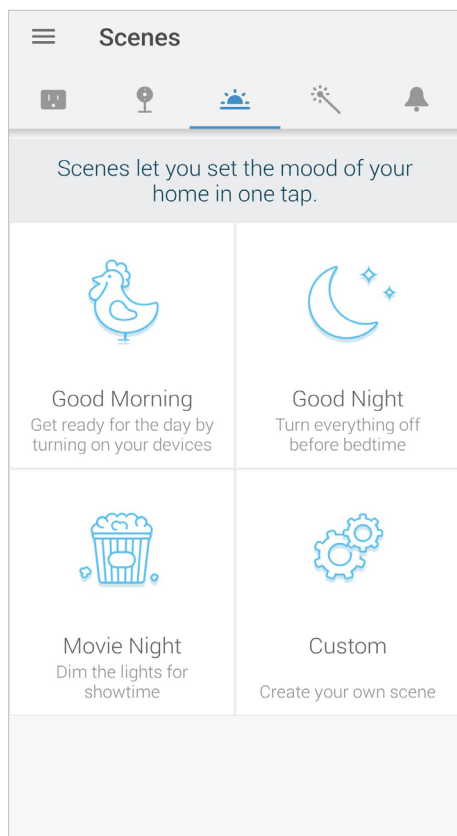 Scenes
Scenes let you set the mood of your
home in one tap.
Good Morning
Get ready for the day by
turning on your devices
Good Night
Turn everything off
before bedtime
Movie Night
Dim the lights for
showtime
Custom
Create your own scene